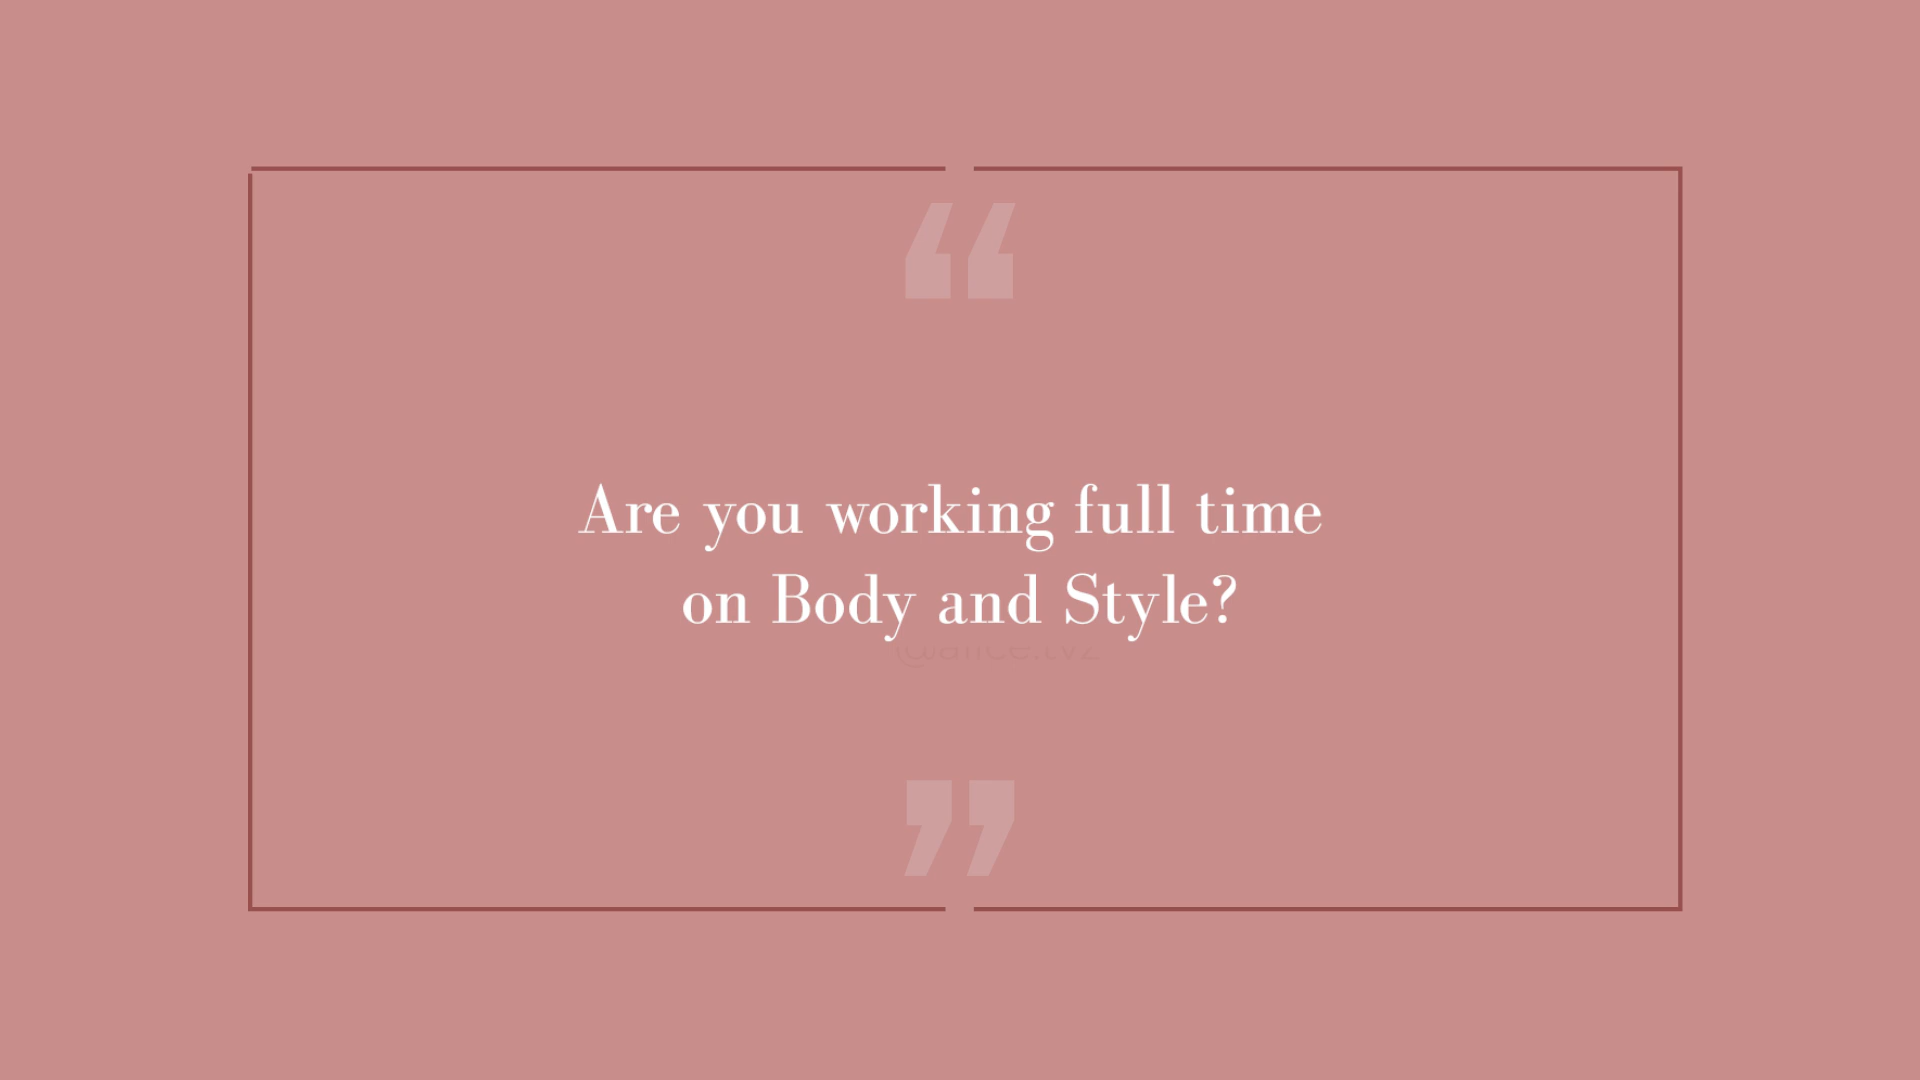 “
Are you working full time
on Body and Style?
”